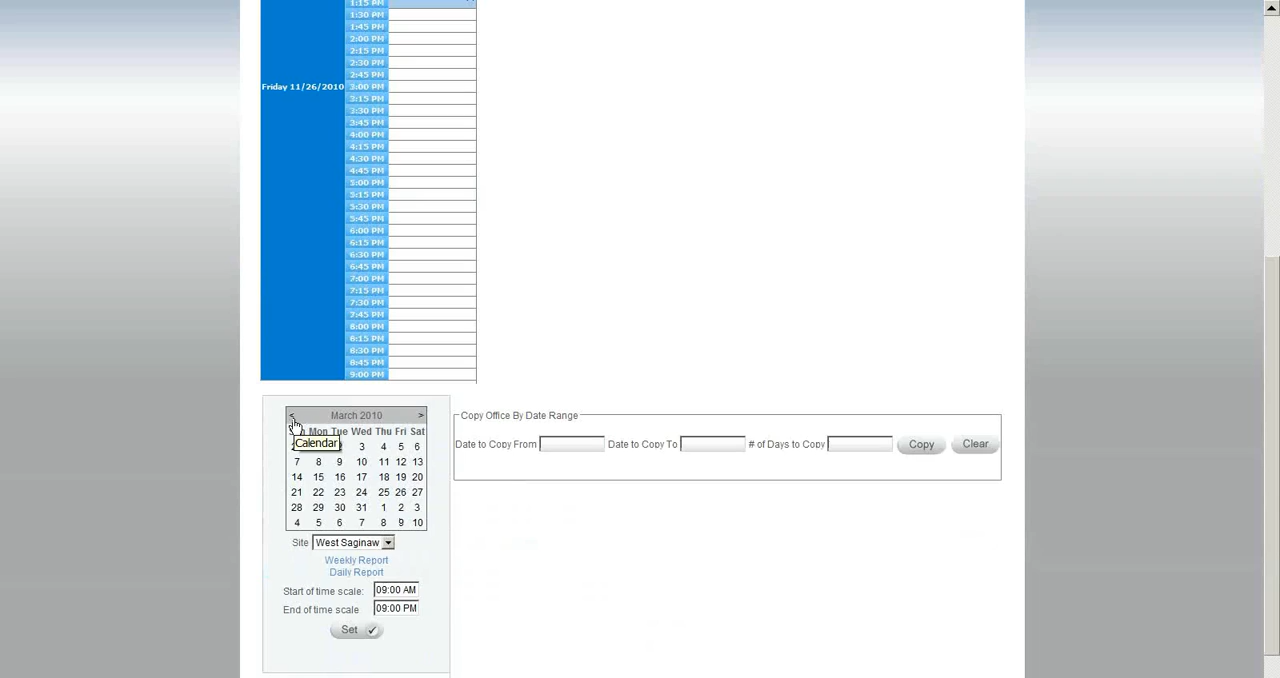 1:15 PM
1:30 PM
1:45 PM
2:00 PM
2:15 PM
2:30 PM
2:45 PM
Friday 11/26/2010 3:00 PM
3:15 PM
3:30 PM
3:45 PM
4:00 PM
4:15 PM
4:30 PM
4:45 PM
5:00 PM
5:15 PM
5:30 PM
5:45 PM
6:00 PM
6:15 PM
6:30 PM
6:45 PM
7:00 PM
7:15 PM
7:30 PM
7:45 PM
8:00 PM
8:15 PM
8:30 PM
8:45 PM
9:00 PM
< March 2010 >
Mon Tue Wed Thu Fri Sat
Calendar
3 4 5 6
7 8 9 10 11 12 13
14 15 16 17 18 19 20
21 22 23 24 25 26 27
28 29 30 31 1 2 3
4 5 6 7 8 9 10
Site West Saginaw
Weekly Report
Daily Report
Start of time scale: 09:00 AM
End of time scale 09:00 PM
Set
Copy Office By Date Range
Date to Copy From Date to Copy To # of Days to Copy Copy Clear